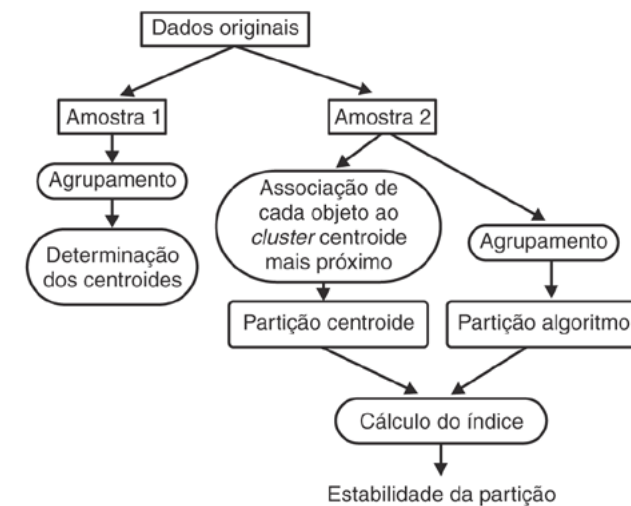 Dados originais
Amostra 1
Amostra 2
Agrupamento
Associação de
cada objeto ao
cluster centroide
mais próximo
Agrupamento
Determinação
dos centroides
Partição centroide
Partição algoritmo
Cálculo do índice
Estabilidade da partição